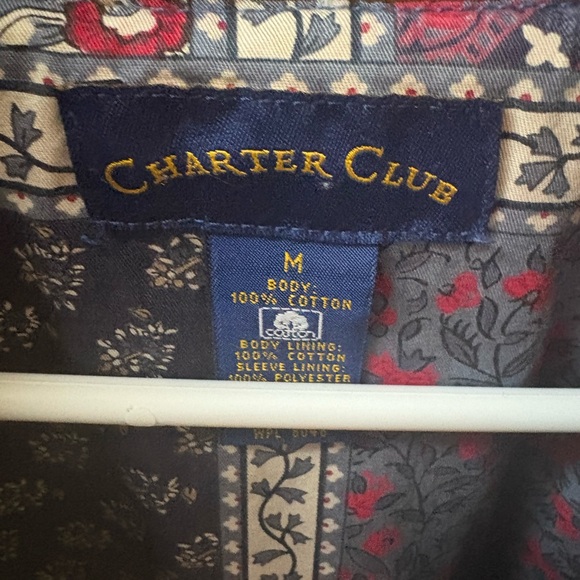 CHARTER CLUB
M
BODY:
100% COTTON
cotton
BODY LINING:
100% COTTON
SLEEVE LINING:
100% POLYESTER